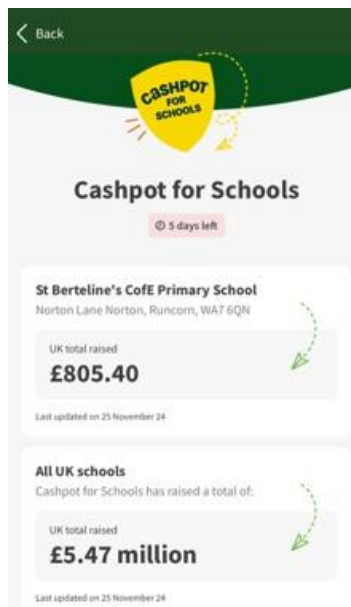 Back
CASHPOT
FOR
SCHOOLS
Cashpot for Schools
5 days left
St Berteline's CofE Primary School
Norton Lane Norton, Runcorn, WA7 6QN
UK total raised
£805.40
Last updated on 25 November 24
All UK schools
Cashpot for Schools has raised a total of:
UK total raised
£5.47 million
Last updated on 25 November 24